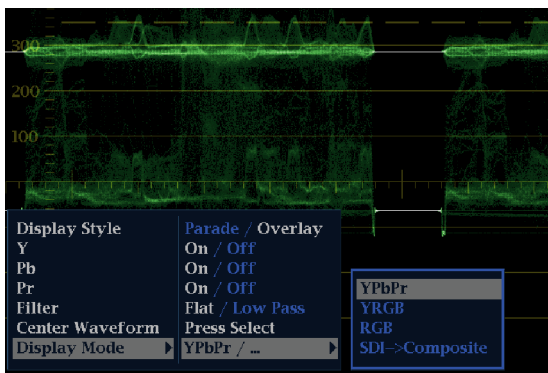 300
200
100
Display Style Parade / Overlay
Y On / Off
Pb On / Off
Pr On / Off
Filter Flat / Low Pass
Center Waveform Press Select
Display Mode YPbPr / ...
YPbPr
YRGB
RGB
SDI->Composite